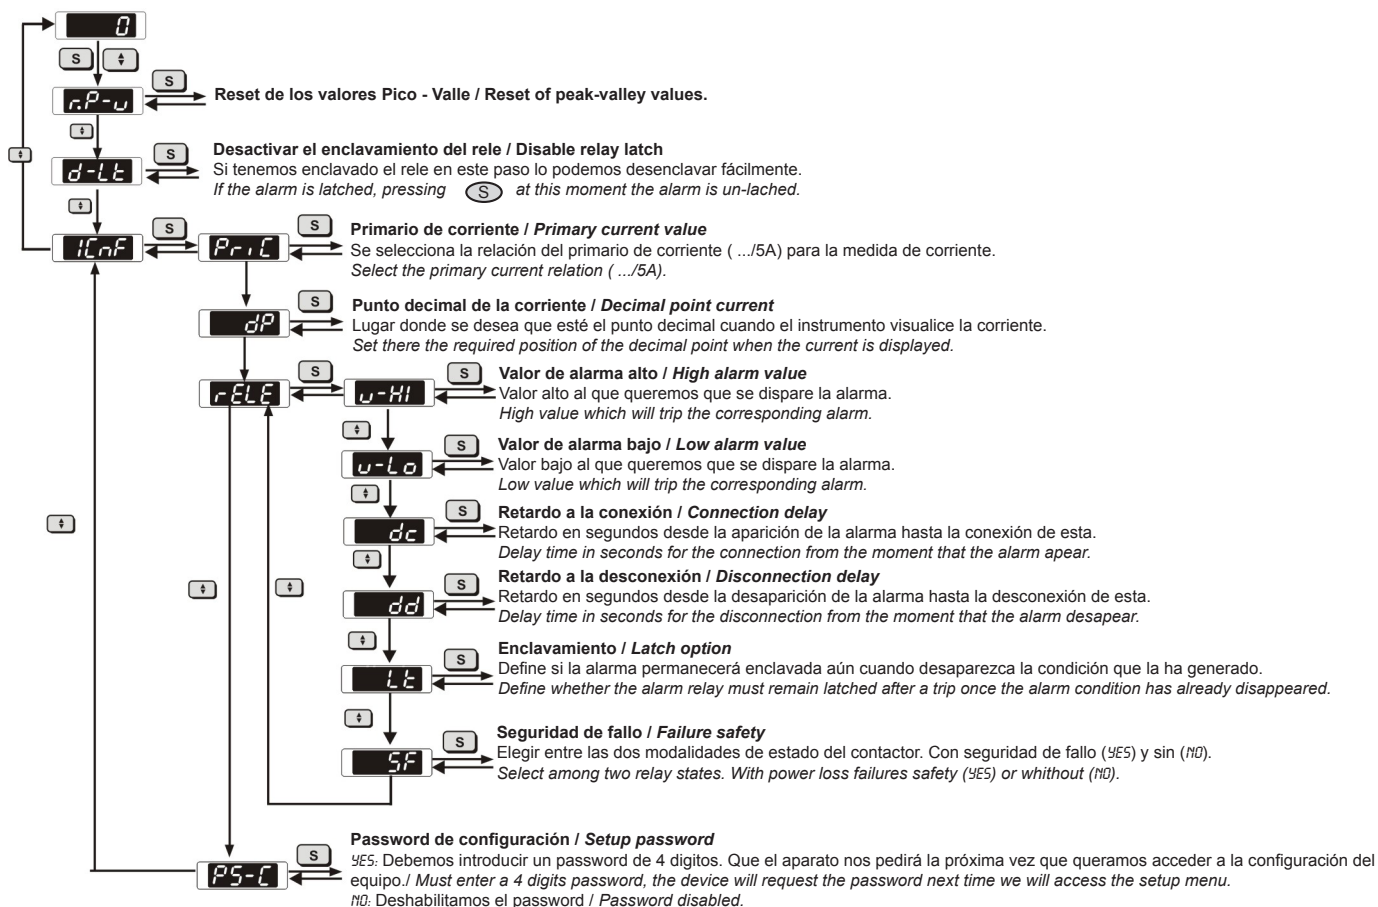 0
S
r.P-u
S
Reset de los valores Pico - Valle / Reset of peak-valley values.
d-Lt
S
Desactivar el enclavamiento del rele / Disable relay latch
Si tenemos enclavado el rele en este paso lo podemos desenclavar fácilmente.
If the alarm is latched, pressing S at this moment the alarm is un-lached.
1CnF
S
PriC
S
Primario de corriente / Primary current value
Se selecciona la relación del primario de corriente ( .../5A) para la medida de corriente.
Select the primary current relation ( .../5A).
dP
S
Punto decimal de la corriente / Decimal point current
Lugar donde se desea que esté el punto decimal cuando el instrumento visualice la corriente.
Set there the required position of the decimal point when the current is displayed.
rELE
S
u-HI
S
Valor de alarma alto / High alarm value
Valor alto al que queremos que se dispare la alarma.
High value which will trip the corresponding alarm.
u-Lo
S
Valor de alarma bajo / Low alarm value
Valor bajo al que queremos que se dispare la alarma.
Low value which will trip the corresponding alarm.
dc
S
Retardo a la conexión / Connection delay
Retardo en segundos desde la aparición de la alarma hasta la conexión de esta.
Delay time in seconds for the connection from the moment that the alarm apear.
dd
S
Retardo a la desconexión / Disconnection delay
Retardo en segundos desde la desaparición de la alarma hasta la desconexión de esta.
Delay time in seconds for the disconnection from the moment that the alarm desapear.
Lt
S
Enclavamiento / Latch option
Define si la alarma permanecerá enclavada aún cuando desaparezca la condición que la ha generado.
Define whether the alarm relay must remain latched after a trip once the alarm condition has already disappeared.
SF
S
Seguridad de fallo / Failure safety
Elegir entre las dos modalidades de estado del contactor. Con seguridad de fallo (YES) y sin (NO).
Select among two relay states. With power loss failures safety (YES) or whithout (NO).
PS-C
S
Password de configuración / Setup password
YES: Debemos introducir un password de 4 digitos. Que el aparato nos pedirá la próxima vez que queramos acceder a la configuración del
equipo./ Must enter a 4 digits password, the device will request the password next time we will access the setup menu.
NO: Deshabilitamos el password / Password disabled.